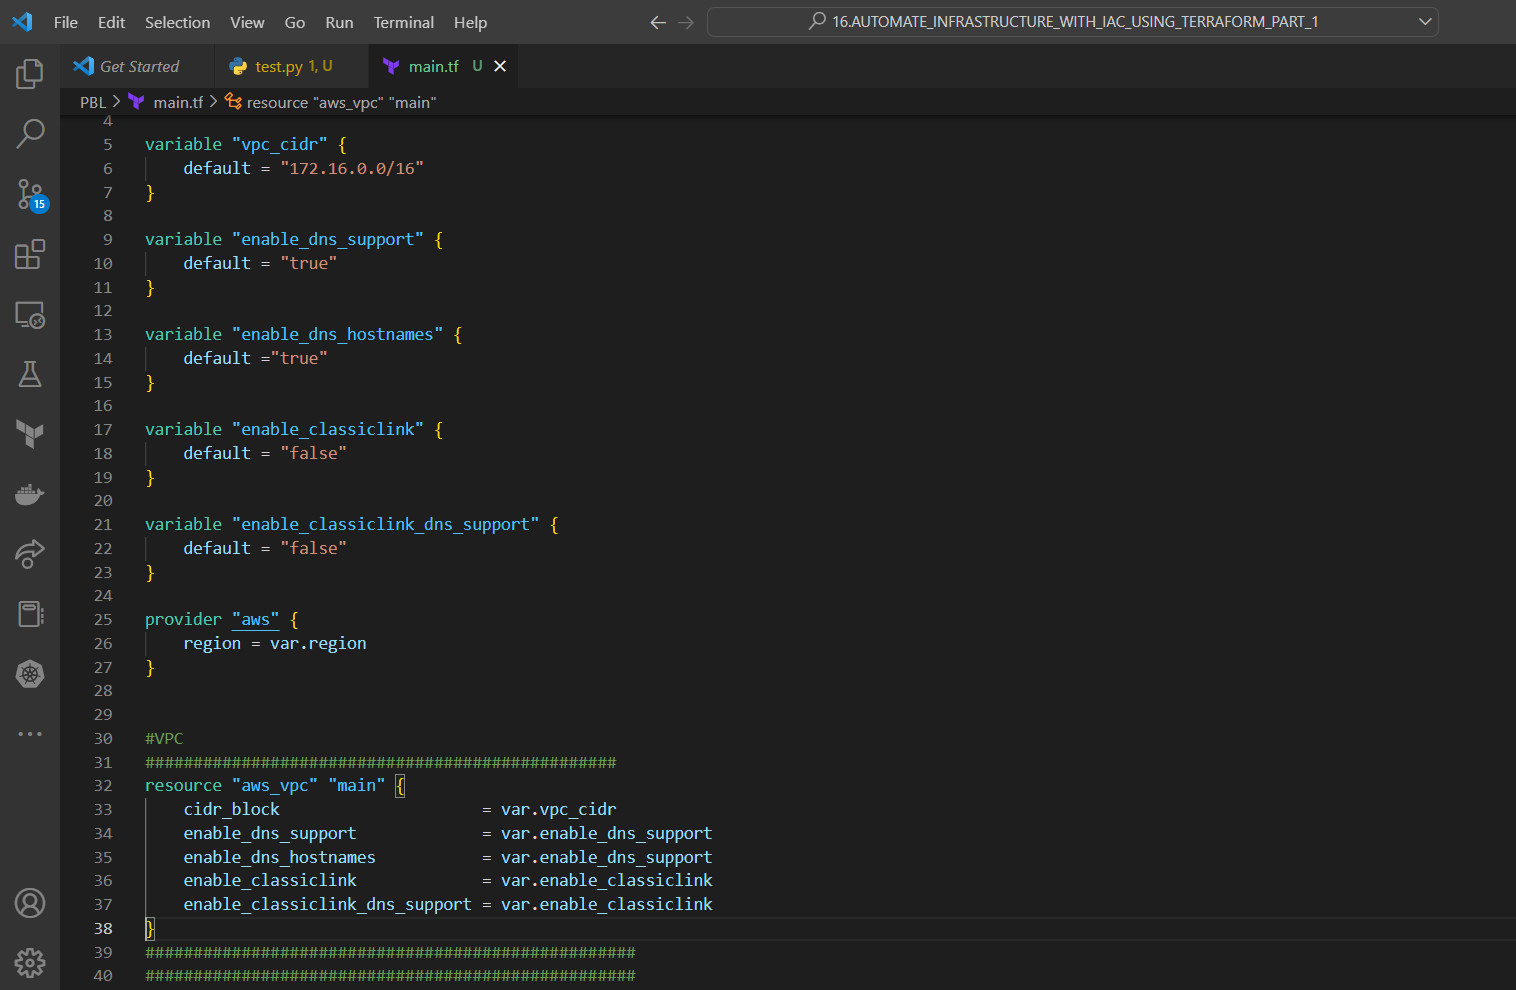 File Edit Selection View Go Run Terminal Help
16.AUTOMATE_INFRASTRUCTURE_WITH_IAC_USING_TERRAFORM_PART_1
Get Started test.py 1, U main.tf U
PBL main.tf resource "aws_vpc" "main"
15
4
5 variable "vpc_cidr" {
6 default = "172.16.0.0/16"
7 }
8
9 variable "enable_dns_support" {
10 default = "true"
11 }
12
13 variable "enable_dns_hostnames" {
14 default ="true"
15 }
16
17 variable "enable_classiclink" {
18 default = "false"
19 }
20
21 variable "enable_classiclink_dns_support" {
22 default = "false"
23 }
24
25 provider "aws" {
26 region = var.region
27 }
28
29
30 #VPC
31 #################################################
32 resource "aws_vpc" "main" {
33 cidr_block = var.vpc_cidr
34 enable_dns_support = var.enable_dns_support
35 enable_dns_hostnames = var.enable_dns_support
36 enable_classiclink = var.enable_classiclink
37 enable_classiclink_dns_support = var.enable_classiclink
38 }
39 ###################################################
40 ###################################################